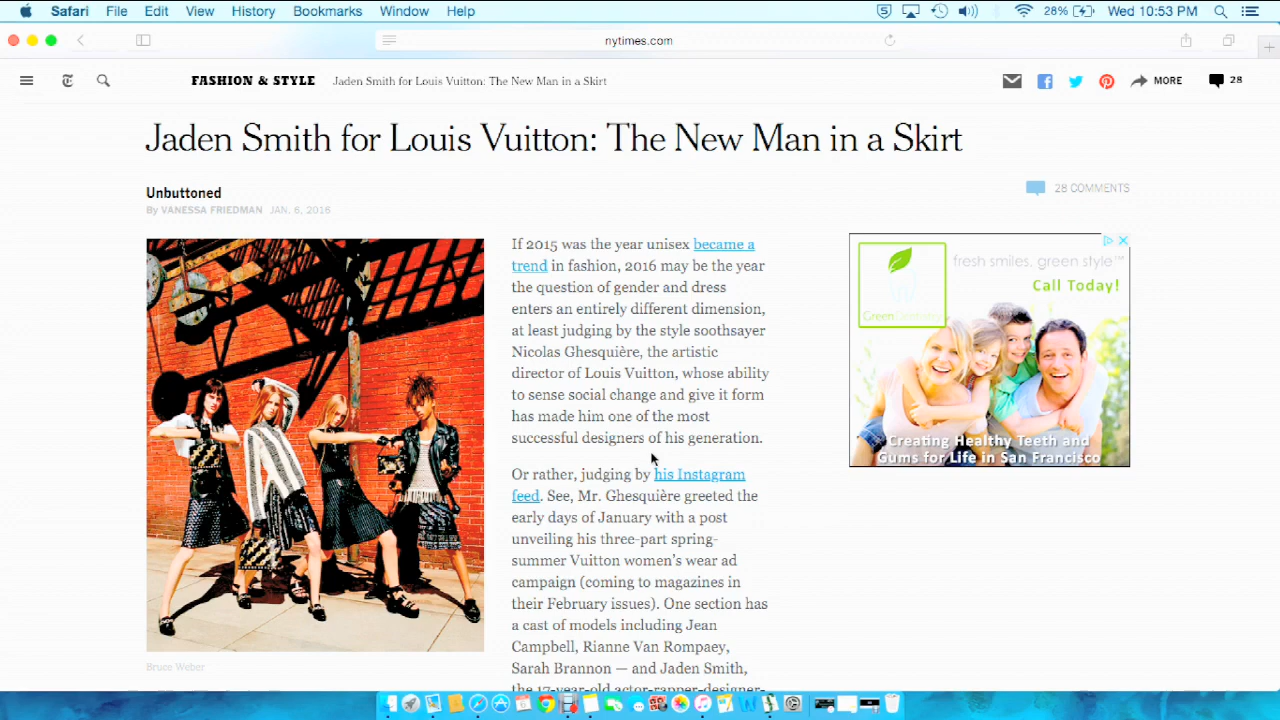 Safari File Edit View History Bookmarks Window Help 28% Wed 10:53 PM
nytimes.com
FASHION & STYLE Jaden Smith for Louis Vuitton: The New Man in a Skirt MORE 28
Jaden Smith for Louis Vuitton: The New Man in a Skirt
Unbuttoned
28 COMMENTS
By VANESSA FRIEDMAN JAN. 6, 2016
If 2015 was the year unisex became a
trend in fashion, 2016 may be the year
the question of gender and dress
enters an entirely different dimension,
at least judging by the style soothsayer
Nicolas Ghesquière, the artistic
director of Louis Vuitton, whose ability
to sense social change and give it form
has made him one of the most
successful designers of his generation.
Or rather, judging by his Instagram
feed. See, Mr. Ghesquière greeted the
early days of January with a post
unveiling his three-part spring-
summer Vuitton women's wear ad
campaign (coming to magazines in
their February issues). One section has
a cast of models including Jean
Campbell, Rianne Van Rompaey,
Sarah Brannon — and Jaden Smith,
the 17-year-old actor-rapper-designer-
Bruce Weber
fresh smiles, green style™
Call Today!
GreenDentistry
Creating Healthy Teeth and
Gums for Life in San Francisco